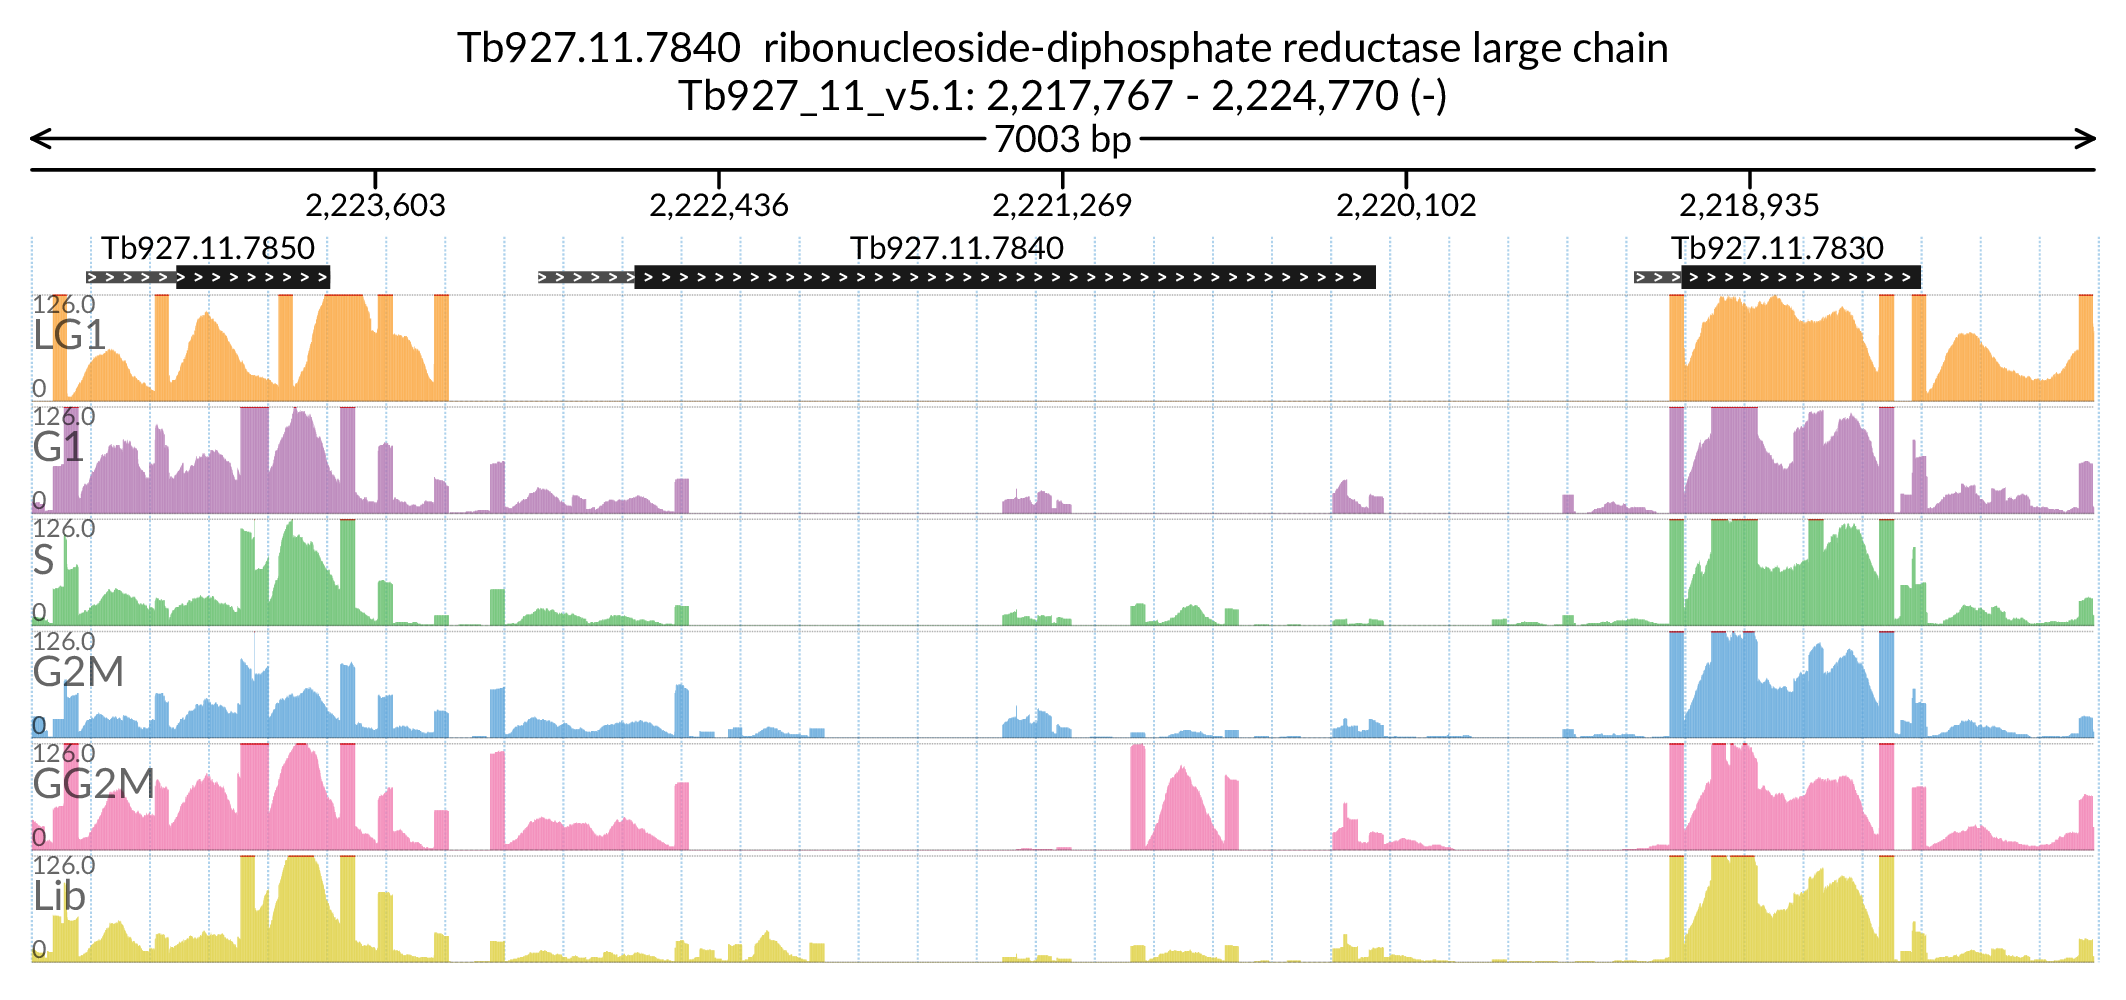 Tb927.11.7840 ribonucleoside-diphosphate reductase large chain
Tb927_11_v5.1: 2,217,767 - 2,224,770 (-)
7003 bp
2,223,603 2,222,436 2,221,269 2,220,102 2,218,935
Tb927.11.7850 Tb927.11.7840 Tb927.11.7830
126.0
LG1
0
126.0
G1
0
126.0
S
0
126.0
G2M
0
126.0
GG2M
0
126.0
Lib
0